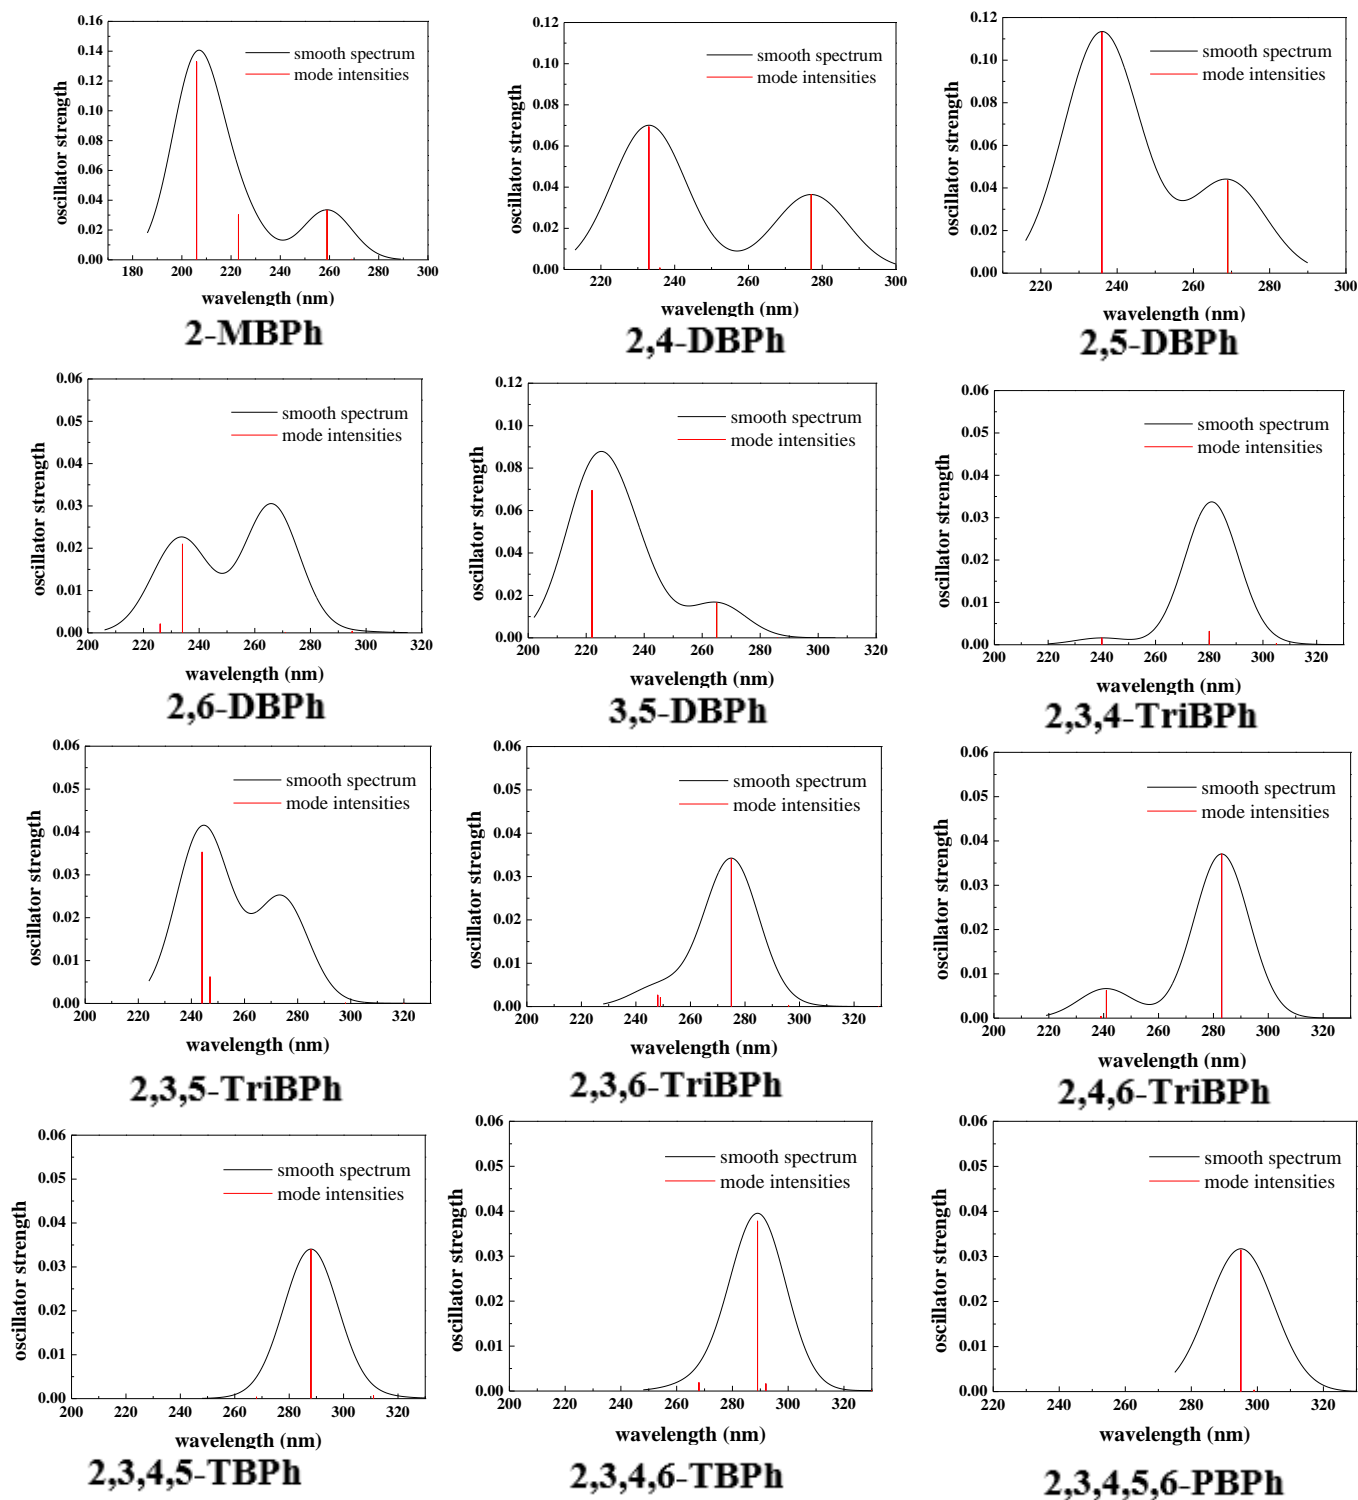 0.16
0.14
0.12
0.10
0.08
0.06
0.04
0.02
0.00
180 200 220 240 260 280 300
oscillator strength
smooth spectrum
mode intensities
wavelength (nm)
2-MBPh
0.12
0.10
0.08
0.06
0.04
0.02
0.00
220 240 260 280 300
oscillator strength
smooth spectrum
mode intensities
wavelength (nm)
2,4-DBPh
0.12
0.10
0.08
0.06
0.04
0.02
0.00
220 240 260 280 300
oscillator strength
smooth spectrum
mode intensities
wavelength (nm)
2,5-DBPh
0.06
0.05
0.04
0.03
0.02
0.01
0.00
200 220 240 260 280 300 320
oscillator strength
smooth spectrum
mode intensities
wavelength (nm)
2,6-DBPh
0.12
0.10
0.08
0.06
0.04
0.02
0.00
200 220 240 260 280 300 320
oscillator strength
smooth spectrum
mode intensities
wavelength (nm)
3,5-DBPh
0.06
0.05
0.04
0.03
0.02
0.01
0.00
200 220 240 260 280 300 320
oscillator strength
smooth spectrum
mode intensities
wavelength (nm)
2,3,4-TriBPh
0.06
0.05
0.04
0.03
0.02
0.01
0.00
200 220 240 260 280 300 320
oscillator strength
smooth spectrum
mode intensities
wavelength (nm)
2,3,5-TriBPh
0.06
0.05
0.04
0.03
0.02
0.01
0.00
200 220 240 260 280 300 320
oscillator strength
smooth spectrum
mode intensities
wavelength (nm)
2,3,6-TriBPh
0.06
0.05
0.04
0.03
0.02
0.01
0.00
200 220 240 260 280 300 320
oscillator strength
smooth spectrum
mode intensities
wavelength (nm)
2,4,6-TriBPh
0.06
0.05
0.04
0.03
0.02
0.01
0.00
200 220 240 260 280 300 320
oscillator strength
smooth spectrum
mode intensities
wavelength (nm)
2,3,4,5-TBPh
0.06
0.05
0.04
0.03
0.02
0.01
0.00
200 220 240 260 280 300 320
oscillator strength
smooth spectrum
mode intensities
wavelength (nm)
2,3,4,6-TBPh
0.06
0.05
0.04
0.03
0.02
0.01
0.00
220 240 260 280 300 320
oscillator strength
smooth spectrum
mode intensities
wavelength (nm)
2,3,4,5,6-PBPh